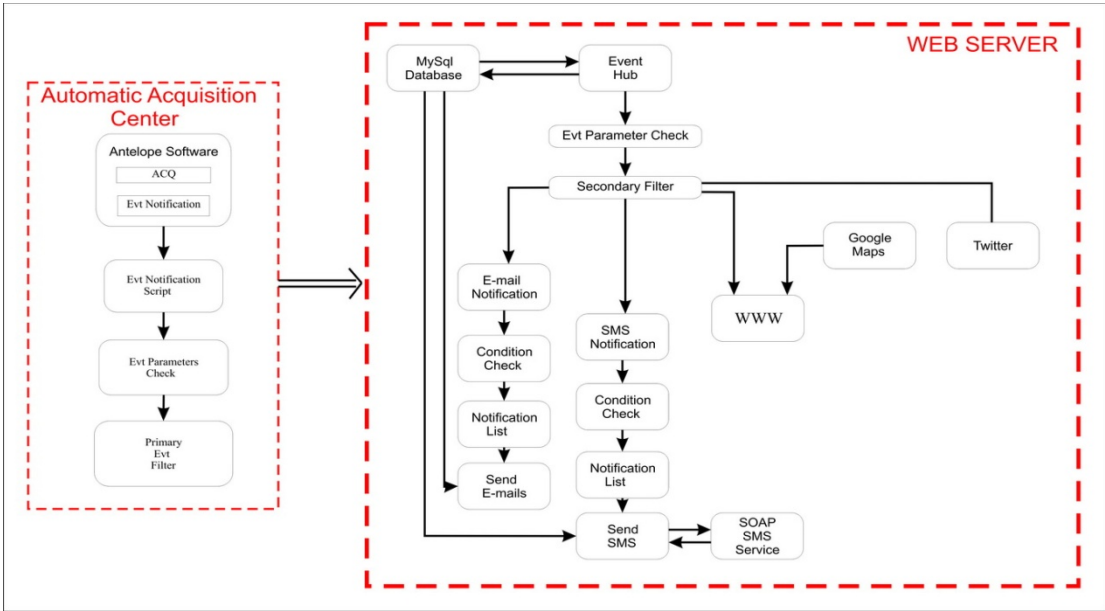 Automatic Acquisition
Center
Antelope Software
ACQ
Evt Notification
Evt Notification
Script
Evt Parameters
Check
Primary
Evt
Filter
WEB SERVER
MySql
Database
Event
Hub
Evt Parameter Check
Secondary Filter
E-mail
Notification
Condition
Check
Notification
List
Send
E-mails
SMS
Notification
Condition
Check
Notification
List
Send
SMS
SOAP
SMS
Service
WWW
Google
Maps
Twitter